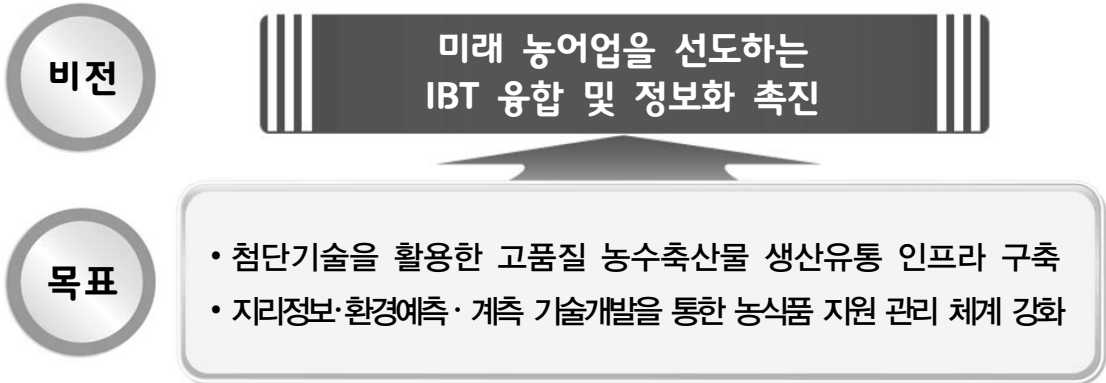 비전
미래 농어업을 선도하는
IBT 융합 및 정보화 촉진
목표
• 첨단기술을 활용한 고품질 농수축산물 생산유통 인프라 구축
• 지리정보·환경예측· 계측 기술개발을 통한 농식품 지원 관리 체계 강화